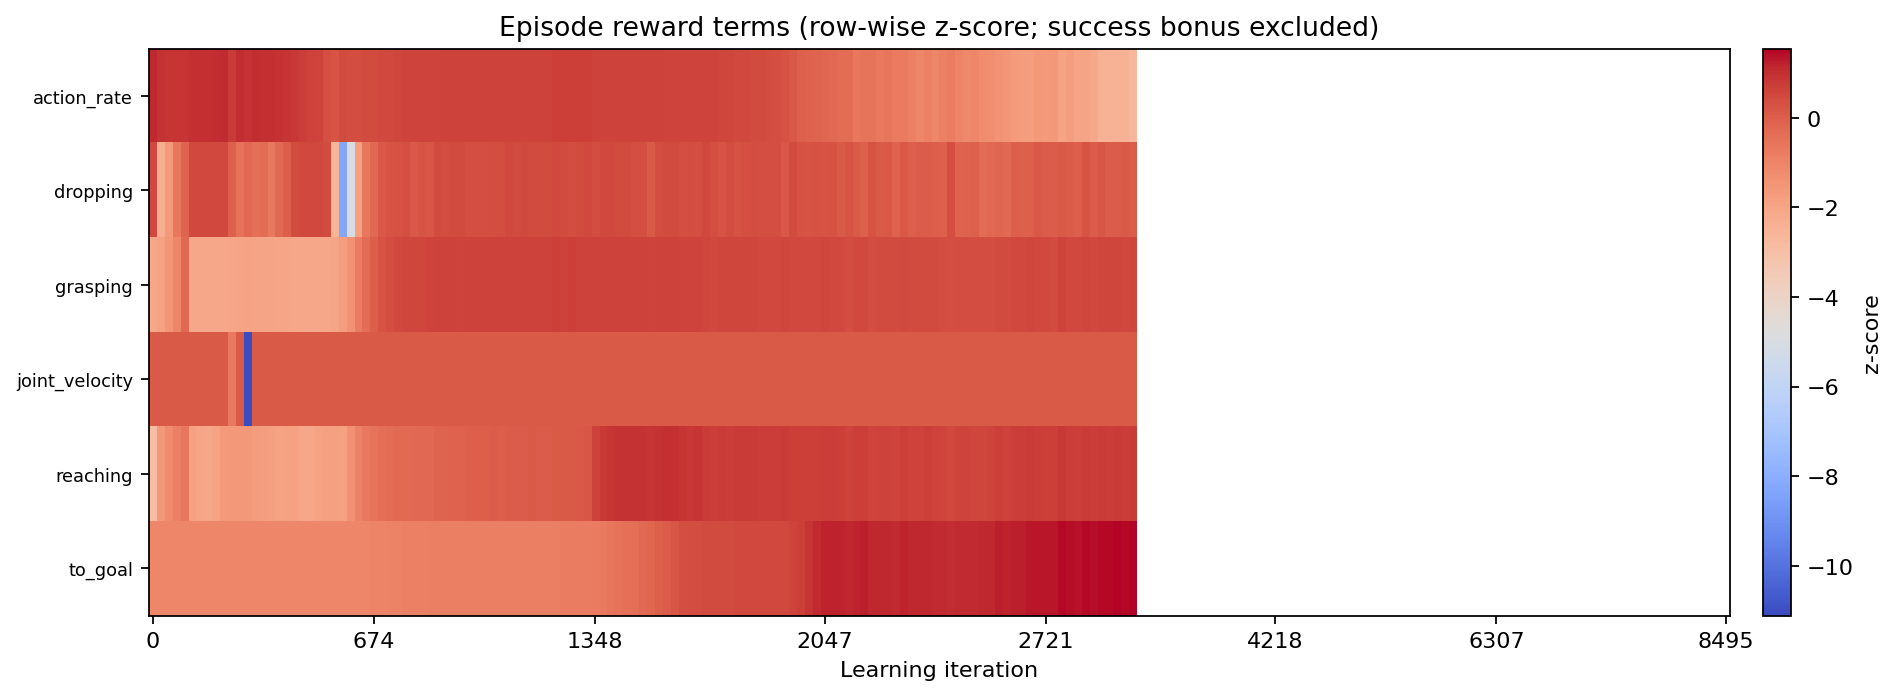 Episode reward terms (row-wise z-score; success bonus excluded)
action_rate
dropping
grasping
joint_velocity
reaching
to_goal
0 674 1348 2047 2721 4218 6307 8495
Learning iteration
0
−2
−4
−6
−8
−10
z-score